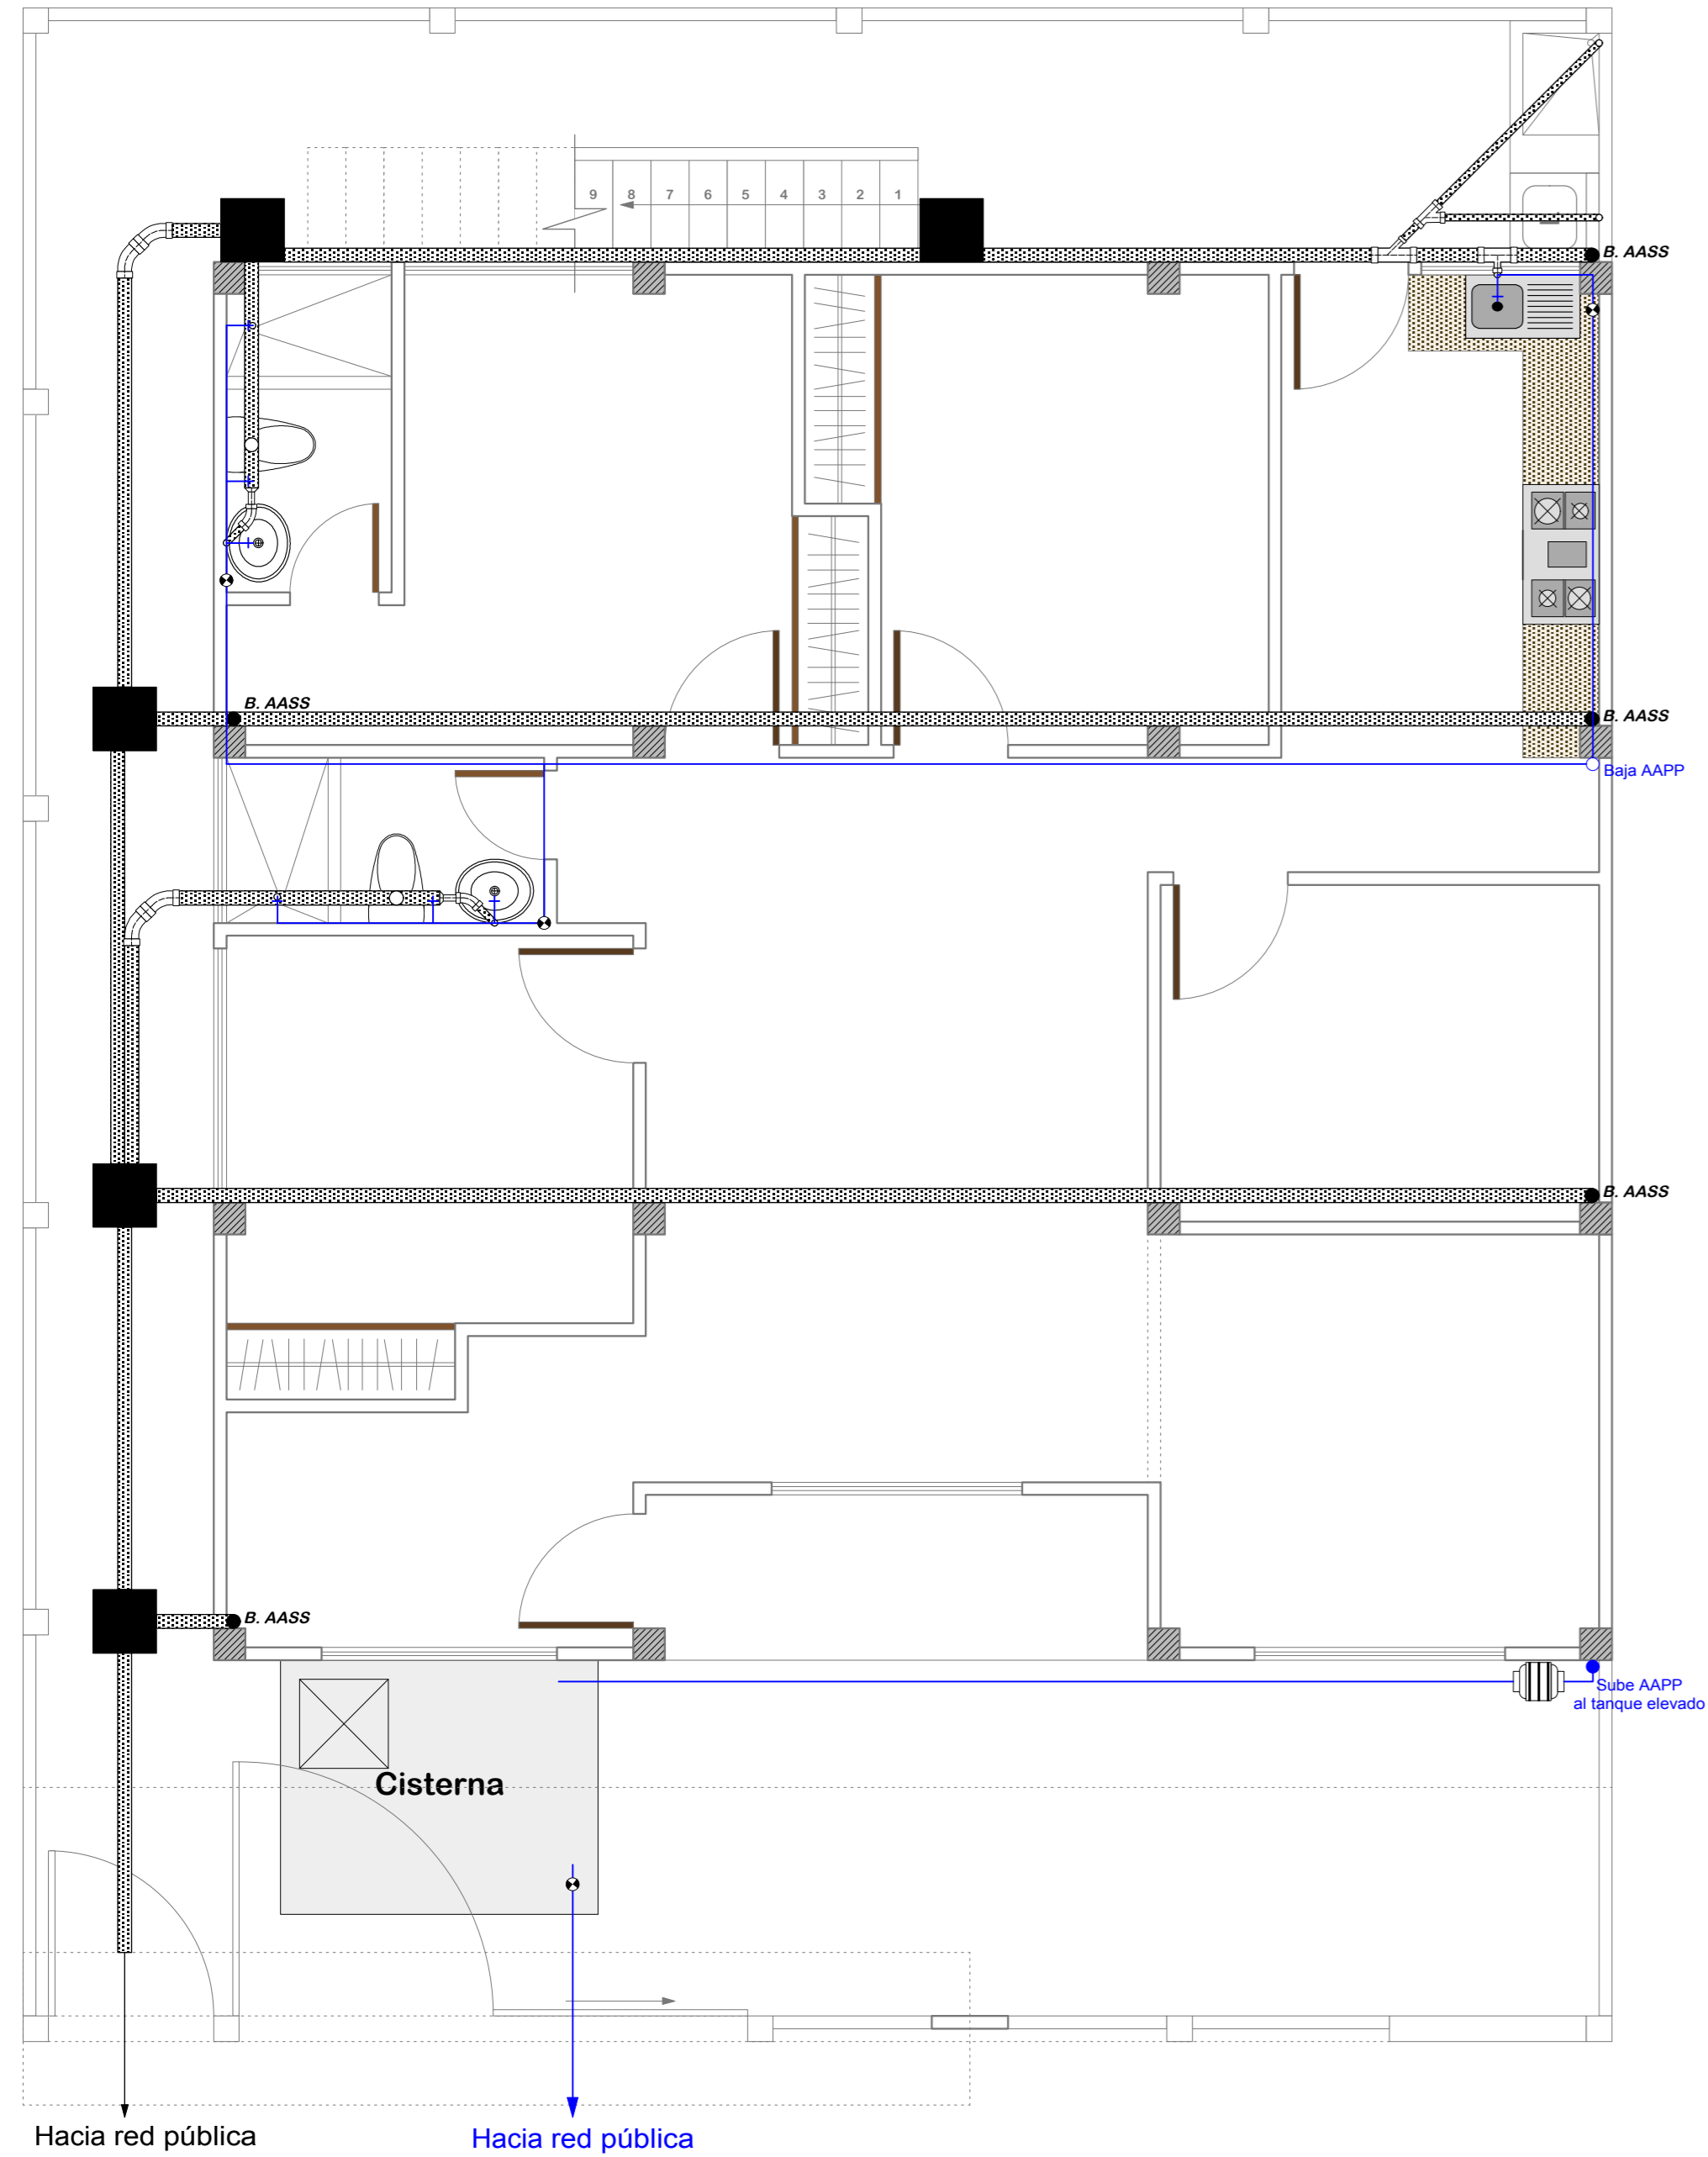 9 8 7 6 5 4 3 2 1
B. AASS
B. AASS
B. AASS
Baja AAPP
B. AASS
B. AASS
Sube AAPP
al tanque elevado
Cisterna
Hacia red pública
Hacia red pública